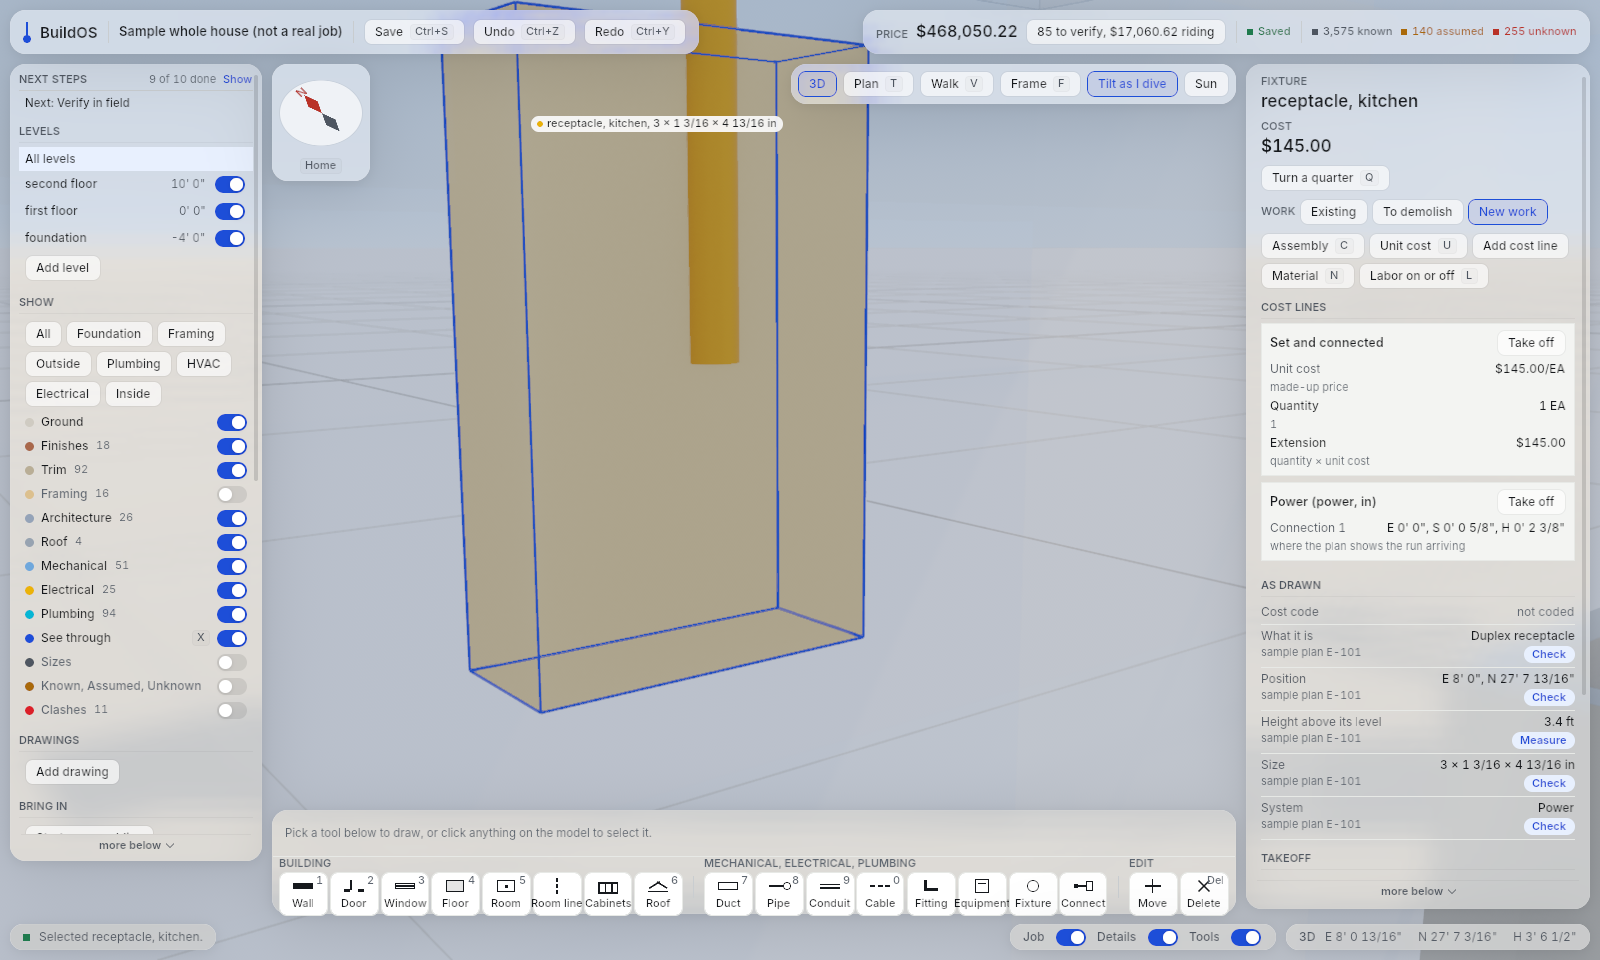 BuildOS
Sample whole house (not a real job)
Save Ctrl+S
Undo Ctrl+Z
Redo Ctrl+Y
PRICE $468,050.22
85 to verify, $17,060.62 riding
Saved
3,575 known
140 assumed
255 unknown
NEXT STEPS 9 of 10 done Show
Next: Verify in field
LEVELS
All levels
second floor 10' 0"
first floor 0' 0"
foundation -4' 0"
Add level
SHOW
All Foundation Framing
Outside Plumbing HVAC
Electrical Inside
Ground
Finishes 18
Trim 92
Framing 16
Architecture 26
Roof 4
Mechanical 51
Electrical 25
Plumbing 94
See through X
Sizes
Known, Assumed, Unknown
Clashes 11
DRAWINGS
Add drawing
BRING IN
more below
N
Home
3D Plan T Walk V Frame F Tilt as I dive Sun
receptacle, kitchen, 3 × 1 3/16 × 4 13/16 in
FIXTURE
receptacle, kitchen
COST
$145.00
Turn a quarter Q
WORK Existing To demolish New work
Assembly C Unit cost U Add cost line
Material N Labor on or off L
COST LINES
Set and connected Take off
Unit cost $145.00/EA
made-up price
Quantity 1 EA
1
Extension $145.00
quantity × unit cost
Power (power, in) Take off
Connection 1 E 0' 0", S 0' 0 5/8", H 0' 2 3/8"
where the plan shows the run arriving
AS DRAWN
Cost code not coded
What it is Duplex receptacle
sample plan E-101 Check
Position E 8' 0", N 27' 7 13/16"
sample plan E-101 Check
Height above its level 3.4 ft
sample plan E-101 Measure
Size 3 × 1 3/16 × 4 13/16 in
sample plan E-101 Check
System Power
sample plan E-101 Check
TAKEOFF
more below
Pick a tool below to draw, or click anything on the model to select it.
BUILDING MECHANICAL, ELECTRICAL, PLUMBING EDIT
1 2 3 4 5 6 7 8 9 0 Del
Wall Door Window Floor Room Room line Cabinets Roof Duct Pipe Conduit Cable Fitting Equipment Fixture Connect Move Delete
Selected receptacle, kitchen.
Job Details Tools
3D E 8' 0 13/16" N 27' 7 3/16" H 3' 6 1/2"